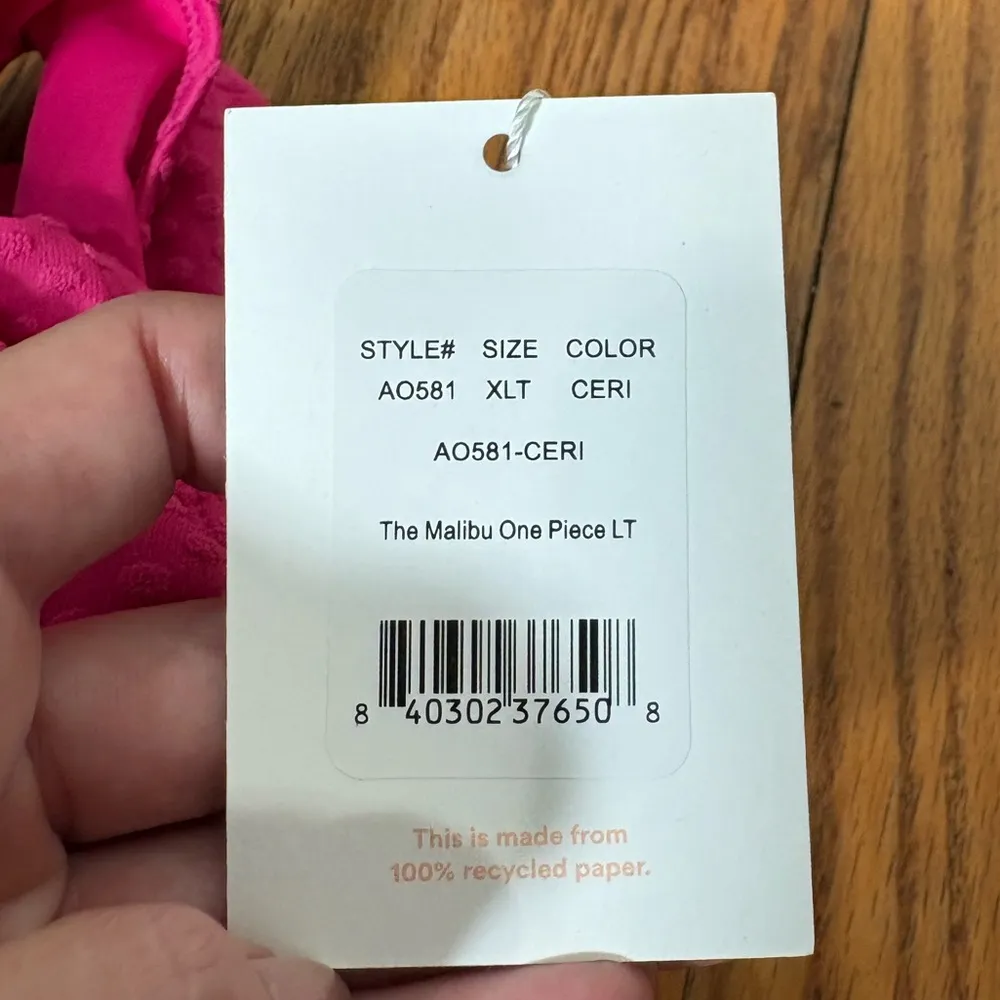 STYLE# SIZE COLOR
AO581 XLT CERI
AO581-CERI
The Malibu One Piece LT
8 40302 37650 8
This is made from
100% recycled paper.